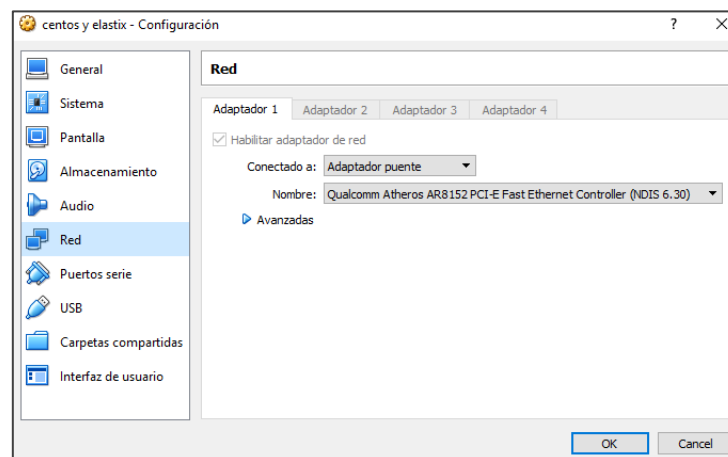 centos y elastix - Configuración ?
General
Sistema
Pantalla
Almacenamiento
Audio
Red
Puertos serie
USB
Carpetas compartidas
Interfaz de usuario
Red
Adaptador 1 Adaptador 2 Adaptador 3 Adaptador 4
Habilitar adaptador de red
Conectado a: Adaptador puente
Nombre: Qualcomm Atheros AR8152 PCI-E Fast Ethernet Controller (NDIS 6.30)
Avanzadas
OK Cancel